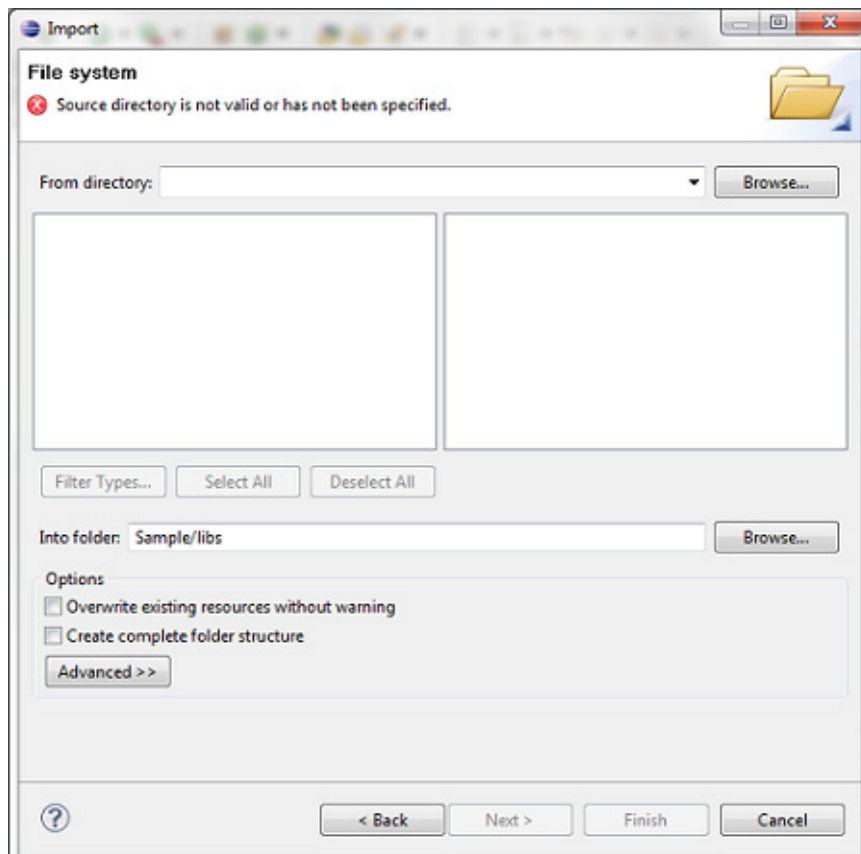 Import
File system
Source directory is not valid or has not been specified.
From directory:
Browse...
Filter Types...
Select All
Deselect All
Into folder: Sample/libs
Browse...
Options
Overwrite existing resources without warning
Create complete folder structure
Advanced >>
?
< Back
Next >
Finish
Cancel